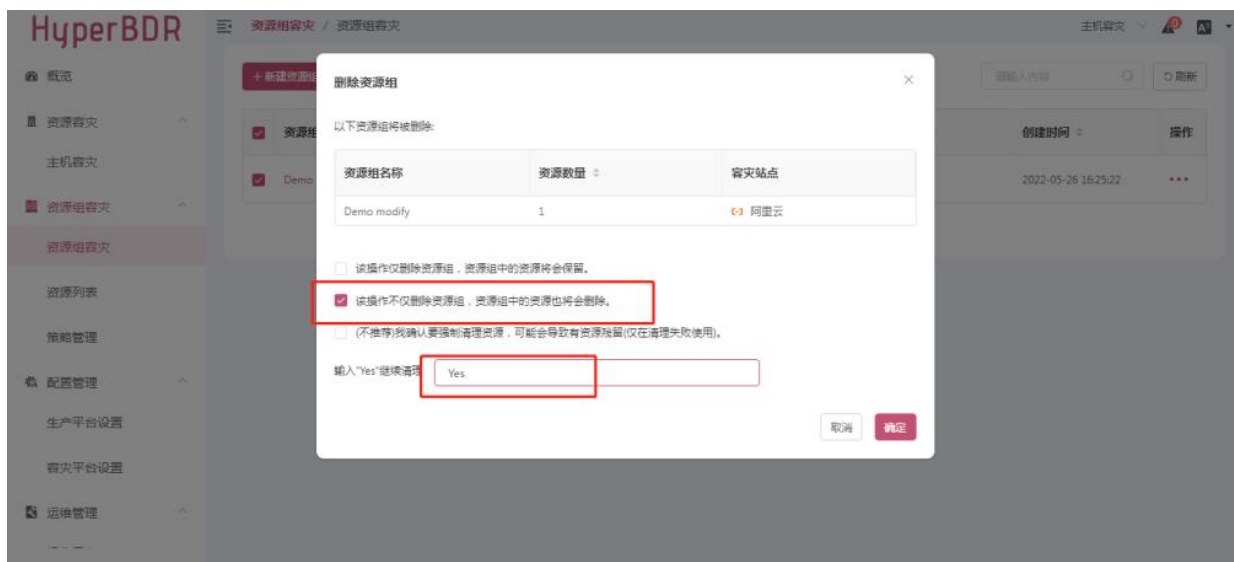 HyperBDR
资源组容灾 / 资源组容灾
主机容灾
概览
资源容灾
主机容灾
资源组容灾
资源组容灾
资源列表
策略管理
配置管理
生产平台设置
容灾平台设置
运维管理
+ 新建资源组
请输入内容
刷新
资源组
创建时间
操作
Demo
2022-05-26 16:25:22
删除资源组
以下资源组将被删除:
资源组名称 资源数量 容灾站点
Demo modify 1 阿里云
该操作仅删除资源组，资源组中的资源将会保留。
该操作不仅删除资源组，资源组中的资源也将会删除。
(不推荐)我确认要强制清理资源，可能会导致有资源残留(仅在清理失败使用)。
输入"Yes"继续清理
Yes
取消
确定